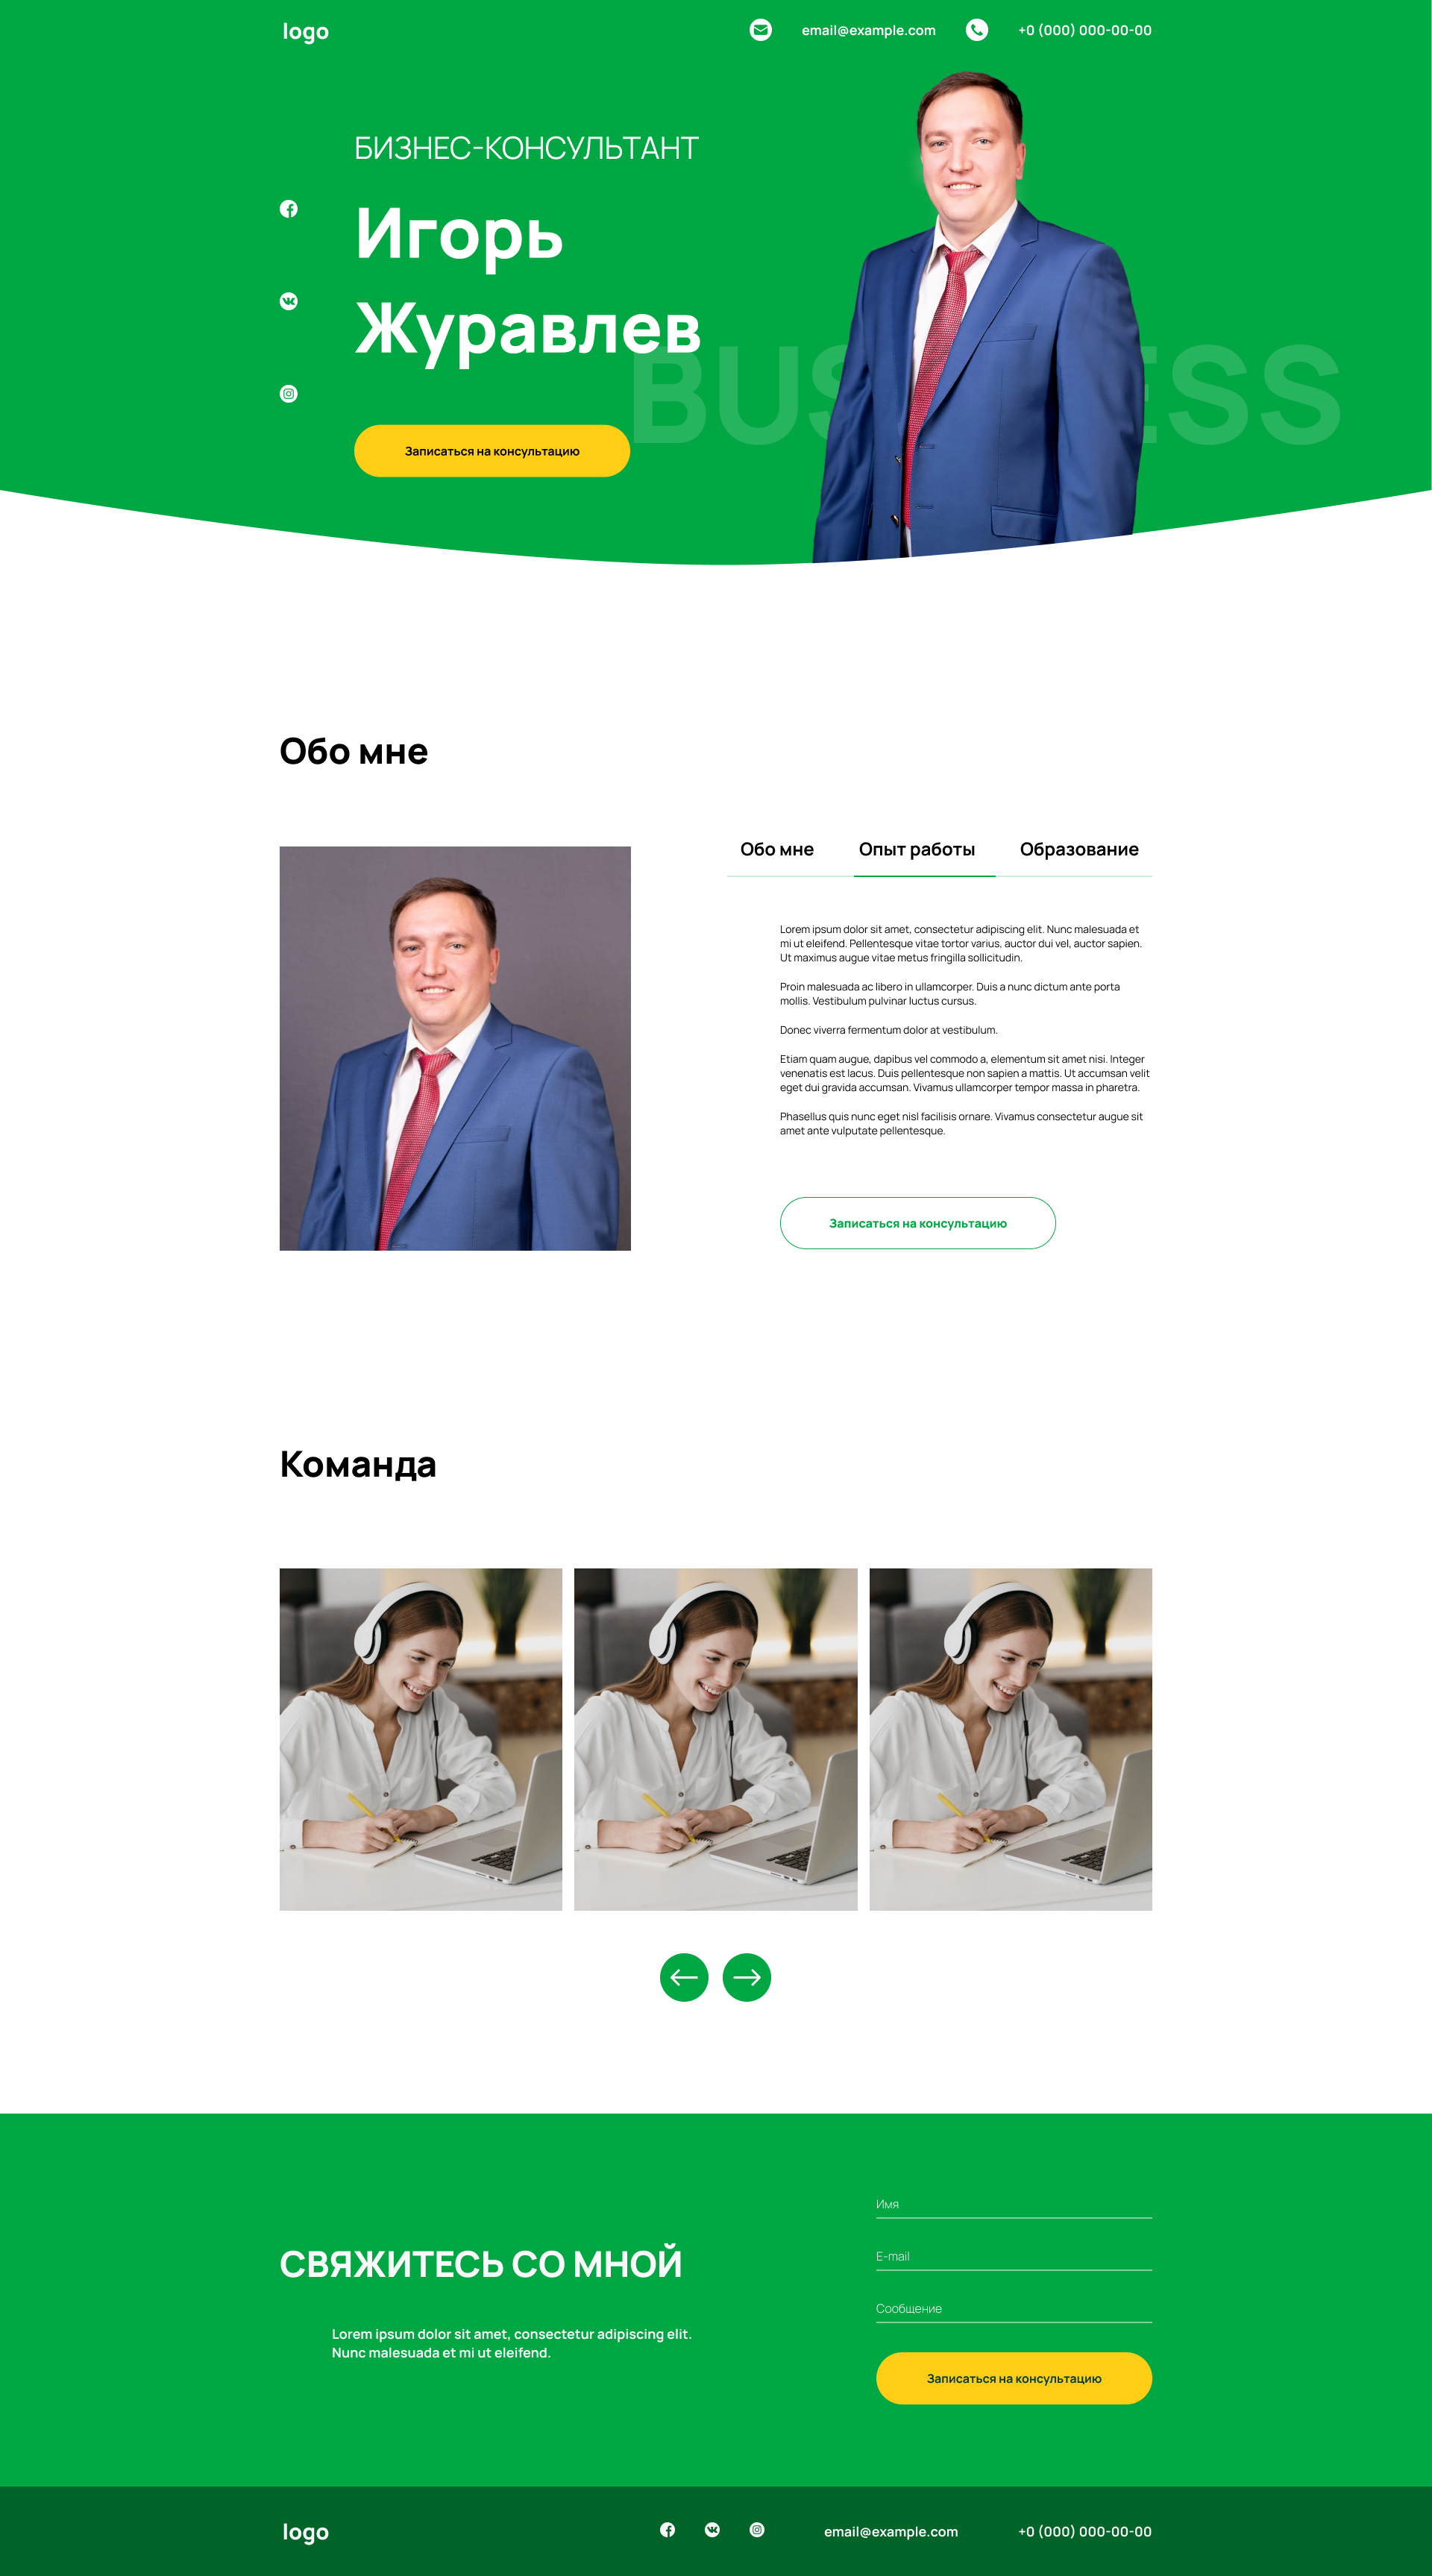 logo
email@example.com
+0 (000) 000-00-00
БИЗНЕС-КОНСУЛЬТАНТ
Игорь
Журавлев
BUS ESS
Записаться на консультацию
Обо мне
Обо мне
Опыт работы
Образование
Lorem ipsum dolor sit amet, consectetur adipiscing elit. Nunc malesuada et
mi ut eleifend. Pellentesque vitae tortor varius, auctor dui vel, auctor sapien.
Ut maximus augue vitae metus fringilla sollicitudin.
Proin malesuada ac libero in ullamcorper. Duis a nunc dictum ante porta
mollis. Vestibulum pulvinar luctus cursus.
Donec viverra fermentum dolor at vestibulum.
Etiam quam augue, dapibus vel commodo a, elementum sit amet nisi. Integer
venenatis est lacus. Duis pellentesque non sapien a mattis. Ut accumsan velit
eget dui gravida accumsan. Vivamus ullamcorper tempor massa in pharetra.
Phasellus quis nunc eget nisl facilisis ornare. Vivamus consectetur augue sit
amet ante vulputate pellentesque.
Записаться на консультацию
Команда
СВЯЖИТЕСЬ СО МНОЙ
Lorem ipsum dolor sit amet, consectetur adipiscing elit.
Nunc malesuada et mi ut eleifend.
Имя
E-mail
Сообщение
Записаться на консультацию
logo
email@example.com
+0 (000) 000-00-00